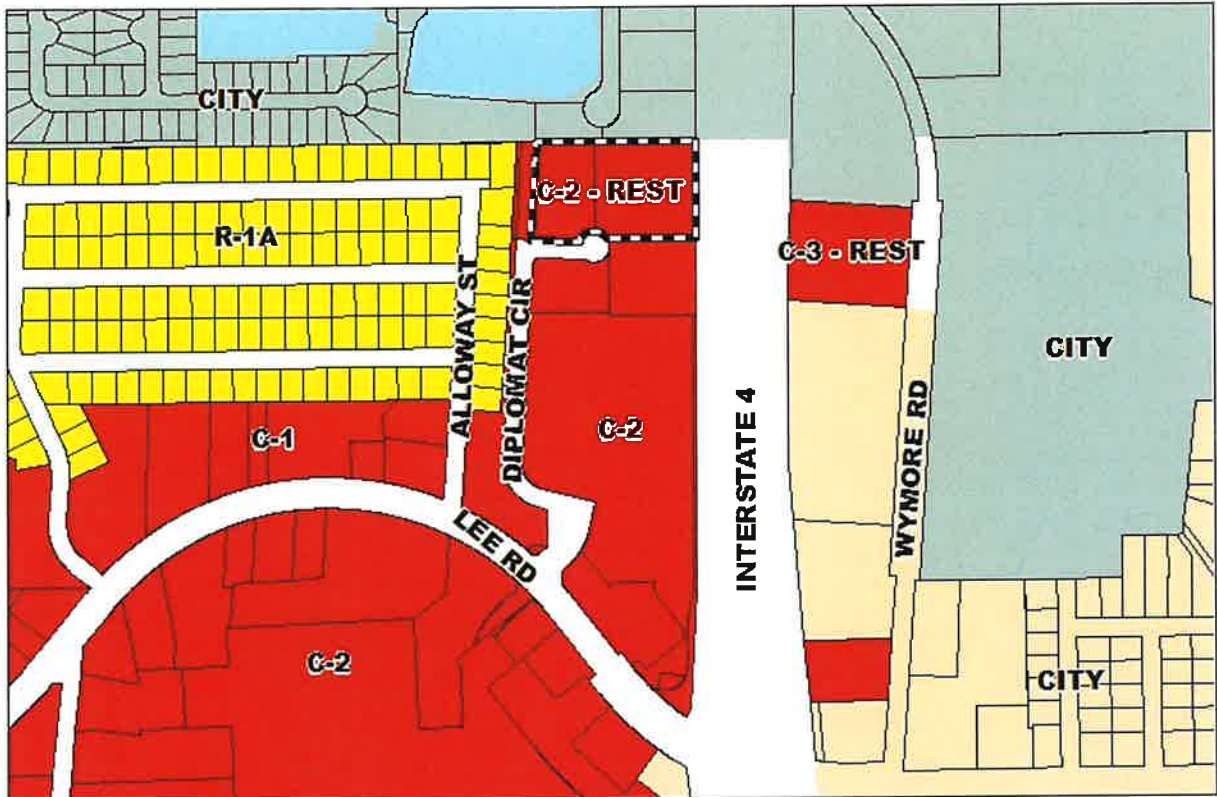 CITY
C-2 - REST
R-1A
C-3 - REST
ALLOWAY ST
DIPLOMAT CIR
CITY
C-1
C-2
INTERSTATE 4
WYMORE RD
LEE RD
C-2
CITY